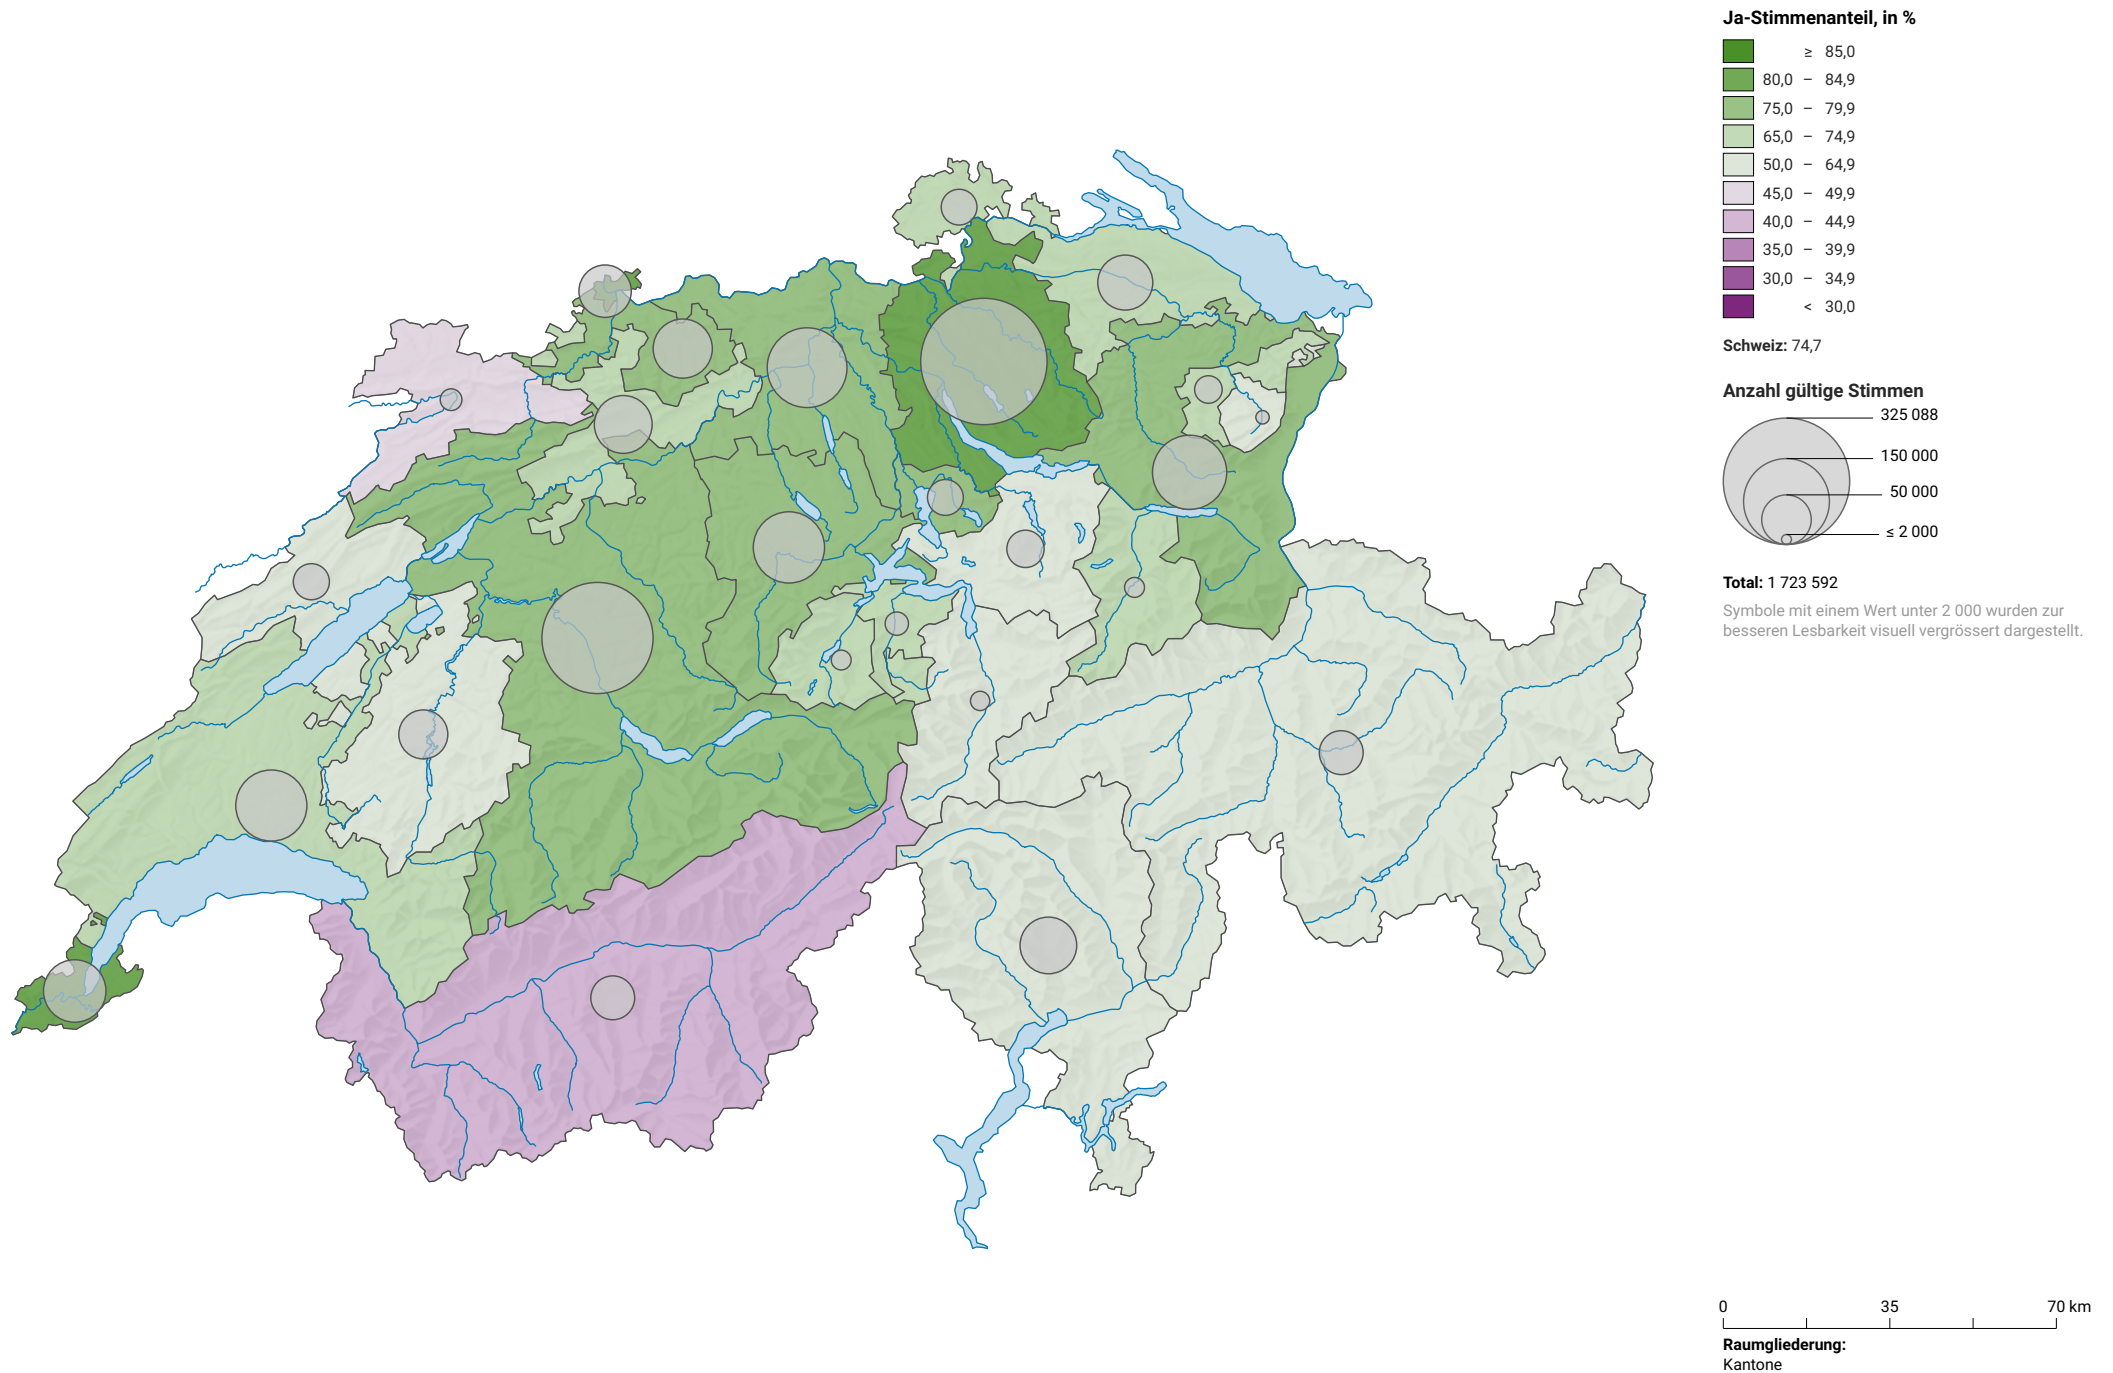 Ja-Stimmenanteil, in %
≥ 85,0
80,0 – 84,9
75,0 – 79,9
65,0 – 74,9
50,0 – 64,9
45,0 – 49,9
40,0 – 44,9
35,0 – 39,9
30,0 – 34,9
< 30,0
Schweiz: 74,7
Anzahl gültige Stimmen
325 088
150 000
50 000
≤ 2 000
Total: 1 723 592
Symbole mit einem Wert unter 2 000 wurden zur
besseren Lesbarkeit visuell vergrössert dargestellt.
0 35 70 km
Raumgliederung:
Kantone